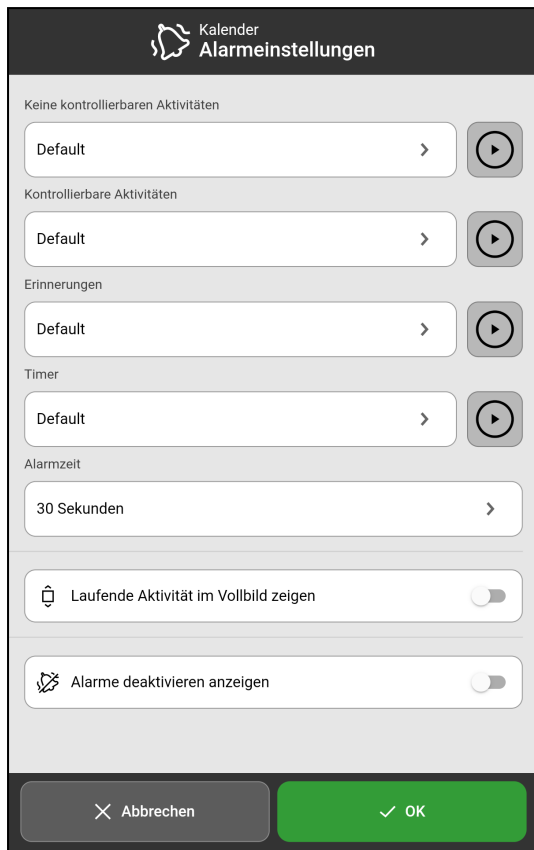 Kalender
Alarmeinstellungen
Keine kontrollierbaren Aktivitäten
Default
Kontrollierbare Aktivitäten
Default
Erinnerungen
Default
Timer
Default
Alarmzeit
30 Sekunden
Laufende Aktivität im Vollbild zeigen
Alarme deaktivieren anzeigen
Abbrechen
OK